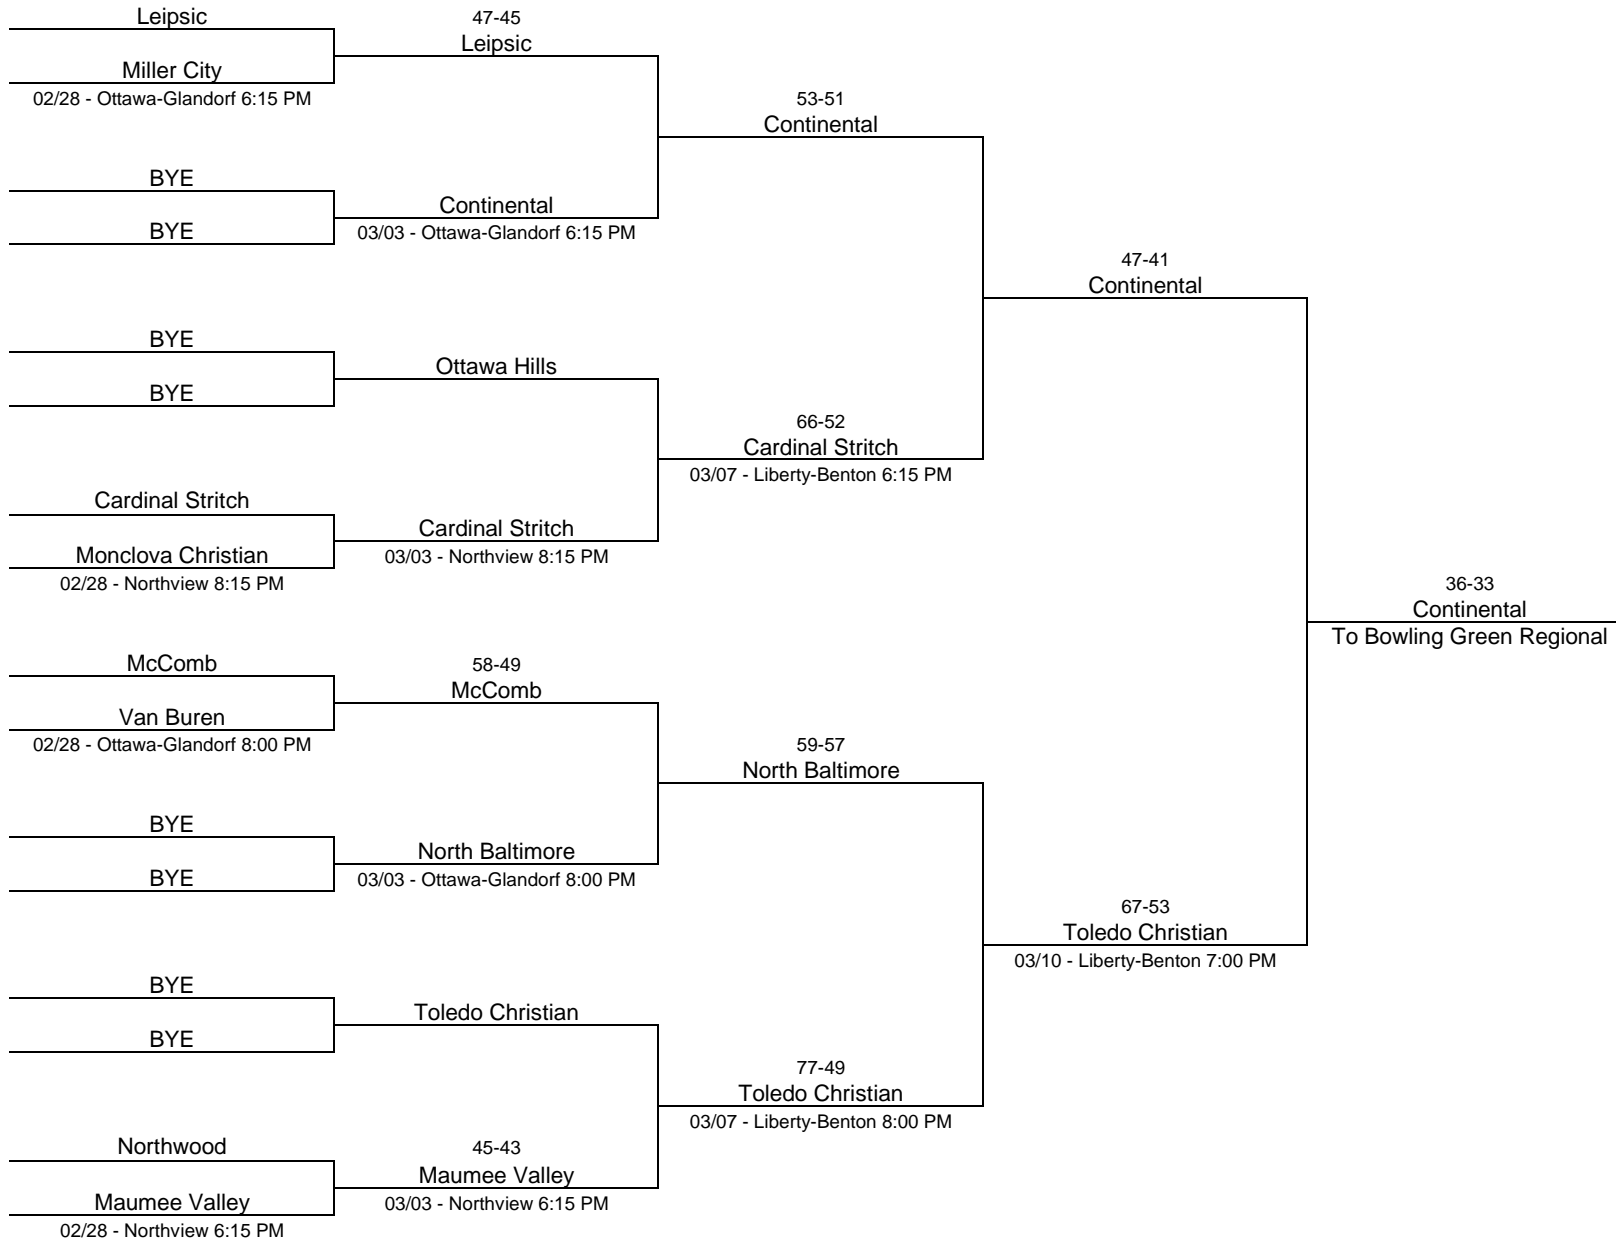 Leipsic
Miller City
02/28 - Ottawa-Glandorf 6:15 PM
BYE
BYE
BYE
BYE
Cardinal Stritch
Monclova Christian
02/28 - Northview 8:15 PM
McComb
Van Buren
02/28 - Ottawa-Glandorf 8:00 PM
BYE
BYE
BYE
BYE
Northwood
Maumee Valley
02/28 - Northview 6:15 PM
47-45
Leipsic
Continental
03/03 - Ottawa-Glandorf 6:15 PM
Ottawa Hills
Cardinal Stritch
03/03 - Northview 8:15 PM
58-49
McComb
North Baltimore
03/03 - Ottawa-Glandorf 8:00 PM
Toledo Christian
45-43
Maumee Valley
03/03 - Northview 6:15 PM
53-51
Continental
66-52
Cardinal Stritch
03/07 - Liberty-Benton 6:15 PM
59-57
North Baltimore
77-49
Toledo Christian
03/07 - Liberty-Benton 8:00 PM
47-41
Continental
67-53
Toledo Christian
03/10 - Liberty-Benton 7:00 PM
36-33
Continental
To Bowling Green Regional